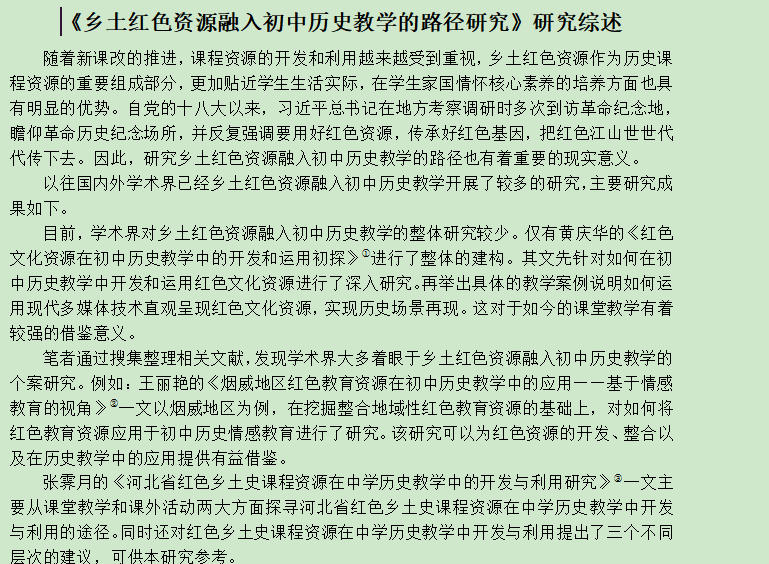 《乡土红色资源融入初中历史教学的路径研究》研究综述
随着新课改的推进，课程资源的开发和利用越来越受到重视，乡土红色资源作为历史课
程资源的重要组成部分，更加贴近学生生活实际，在学生家国情怀核心素养的培养方面也具
有明显的优势。自党的十八大以来，习近平总书记在地方考察调研时多次到访革命纪念地，
瞻仰革命历史纪念场所，并反复强调要用好红色资源，传承好红色基因，把红色江山世世代
代传下去。因此，研究乡土红色资源融入初中历史教学的路径也有着重要的现实意义。
以往国内外学术界已经乡土红色资源融入初中历史教学开展了较多的研究，主要研究成
果如下。
目前，学术界对乡土红色资源融入初中历史教学的整体研究较少。仅有黄庆华的《红色
文化资源在初中历史教学中的开发和运用初探》①进行了整体的建构。其文先针对如何在初
中历史教学中开发和运用红色文化资源进行了深入研究。再举出具体的教学案例说明如何运
用现代多媒体技术直观呈现红色文化资源，实现历史场景再现。这对于如今的课堂教学有着
较强的借鉴意义。
笔者通过搜集整理相关文献，发现学术界大多着眼于乡土红色资源融入初中历史教学的
个案研究。例如：王丽艳的《烟威地区红色教育资源在初中历史教学中的应用——基于情感
教育的视角》②一文以烟威地区为例，在挖掘整合地域性红色教育资源的基础上，对如何将
红色教育资源应用于初中历史情感教育进行了研究。该研究可以为红色资源的开发、整合以
及在历史教学中的应用提供有益借鉴。
张霁月的《河北省红色乡土史课程资源在中学历史教学中的开发与利用研究》③一文主
要从课堂教学和课外活动两大方面探寻河北省红色乡土史课程资源在中学历史教学中开发
与利用的途径。同时还对红色乡土史课程资源在中学历史教学中开发与利用提出了三个不同
层次的建议，可供本研究参考。